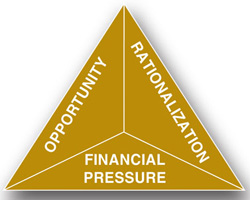 OPPORTUNITY
RATIONALIZATION
FINANCIAL
PRESSURE